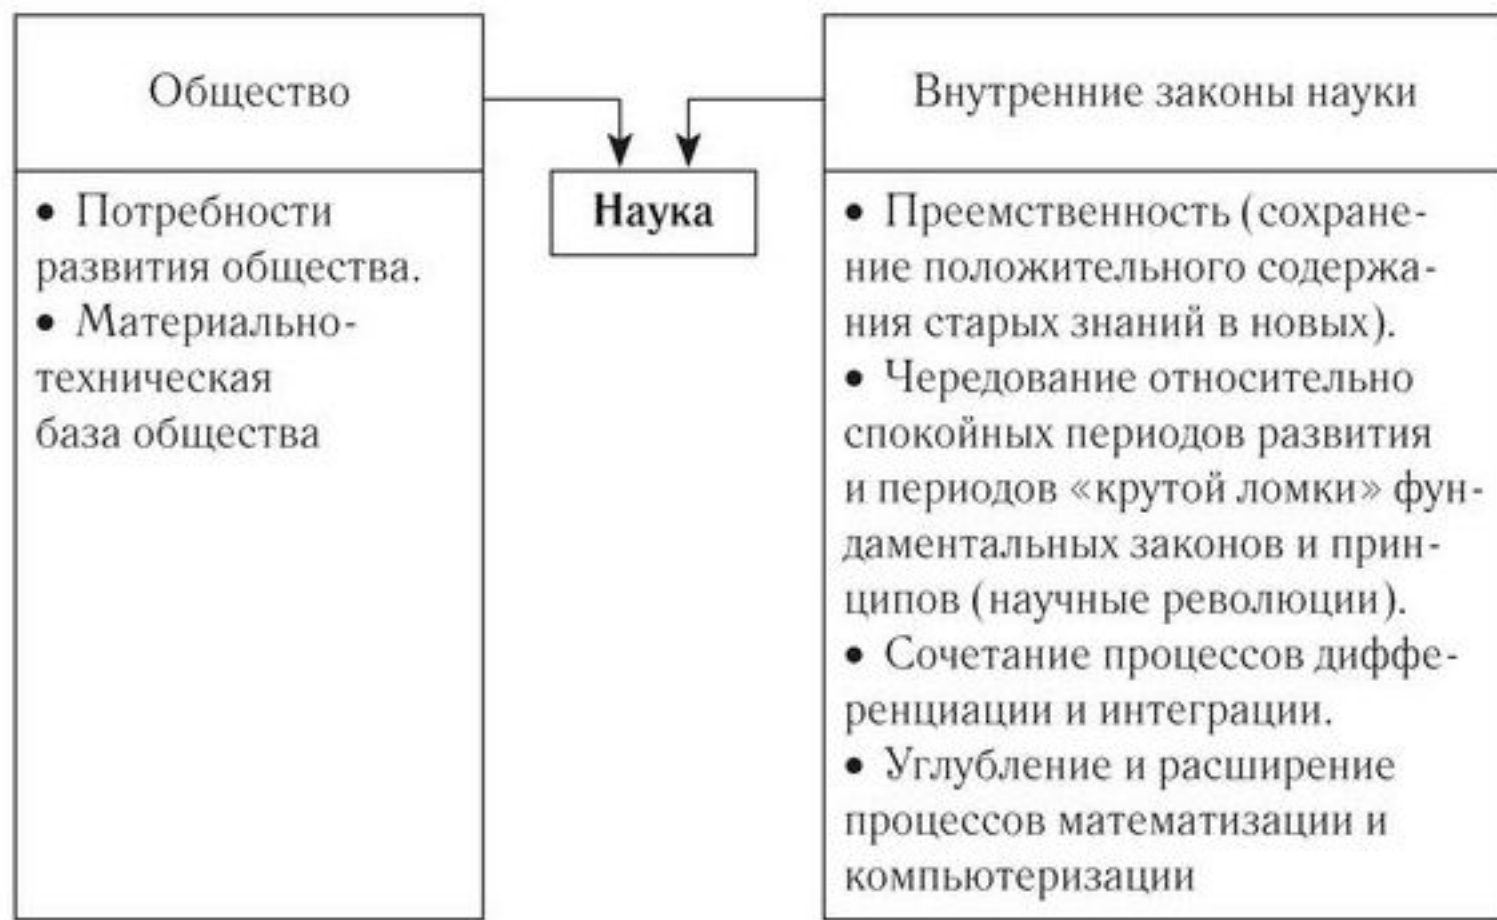 Общество
• Потребности
развития общества.
• Материально-
техническая
база общества
Наука
Внутренние законы науки
• Преемственность (сохране-
ние положительного содержа-
ния старых знаний в новых).
• Чередование относительно
спокойных периодов развития
и периодов «крутой ломки» фун-
даментальных законов и прин-
ципов (научные революции).
• Сочетание процессов диффе-
ренциации и интеграции.
• Углубление и расширение
процессов математизации и
компьютеризации